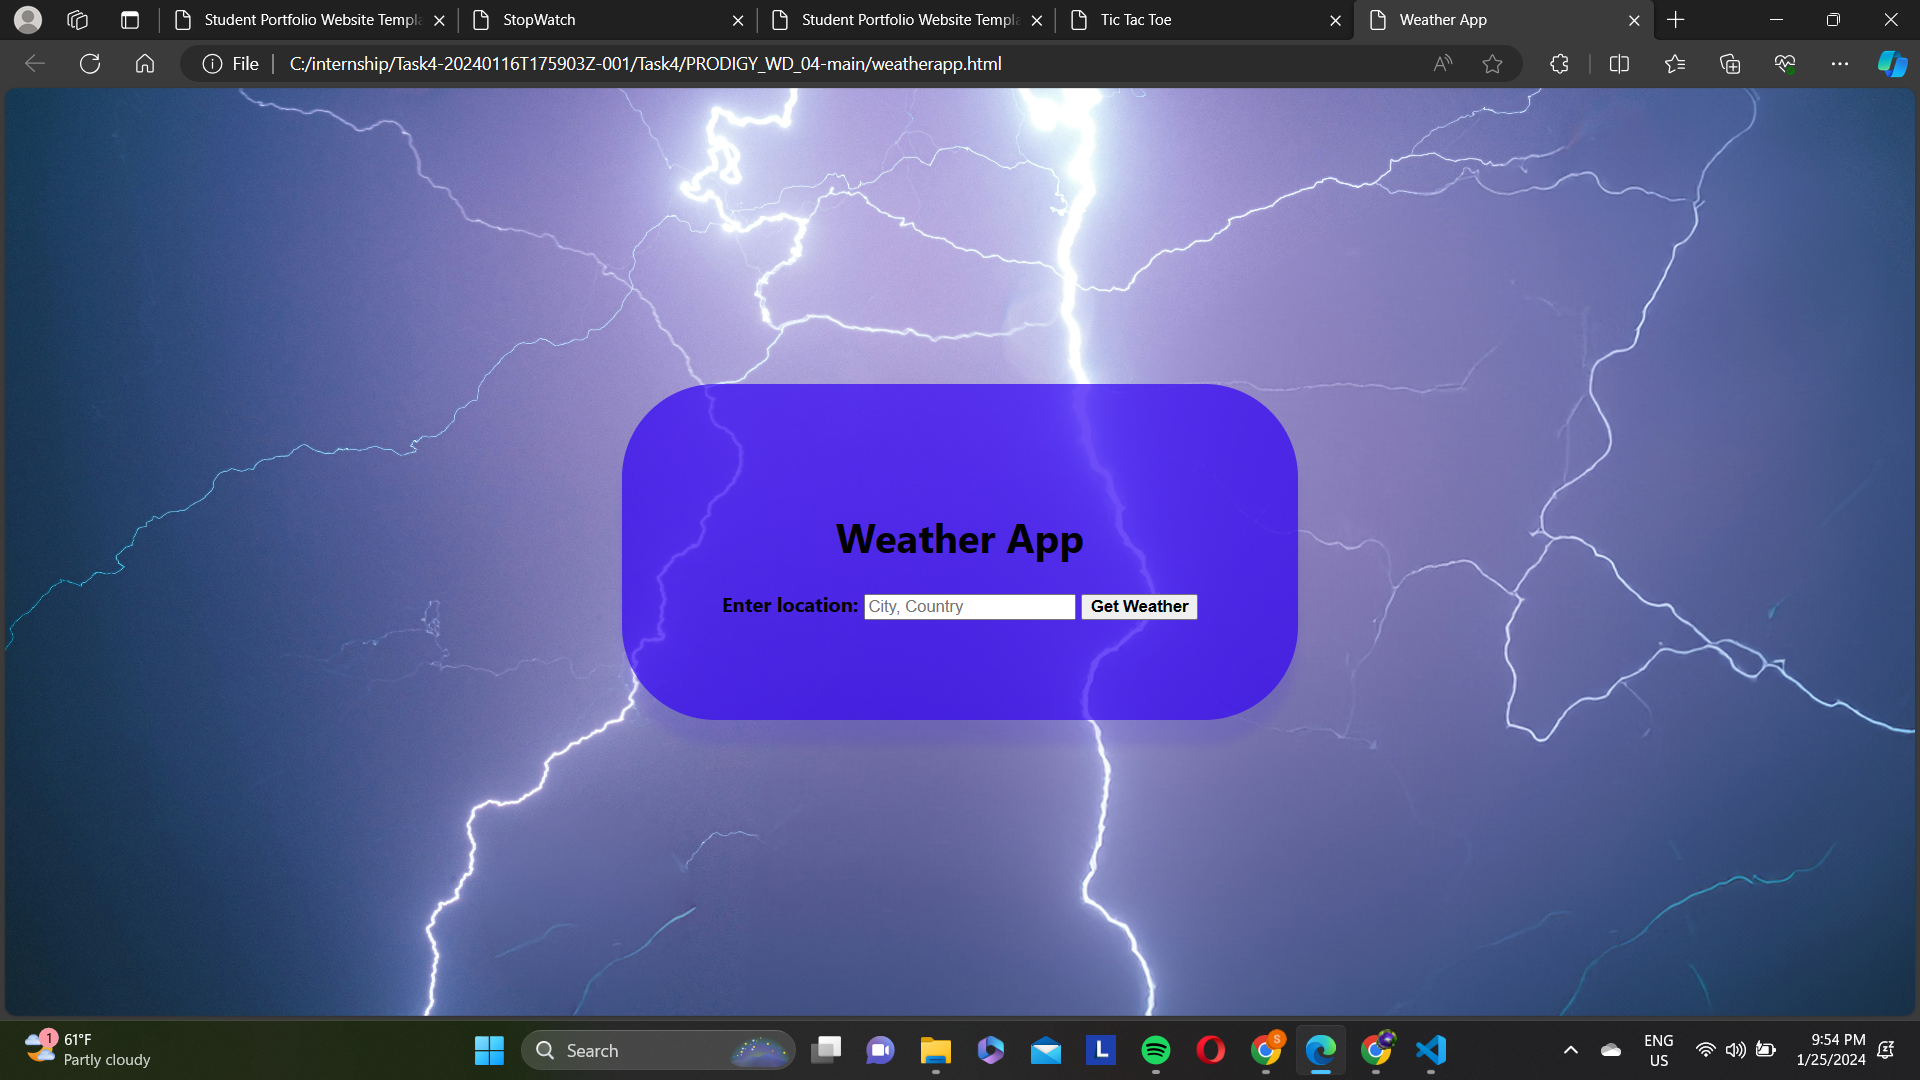 Student Portfolio Website Templa
StopWatch
Student Portfolio Website Templa
Tic Tac Toe
Weather App
File
C:/internship/Task4-20240116T175903Z-001/Task4/PRODIGY_WD_04-main/weatherapp.html
Weather App
Enter location: City, Country Get Weather
1
61°F
Partly cloudy
Search
L
S
ENG
US
9:54 PM
1/25/2024